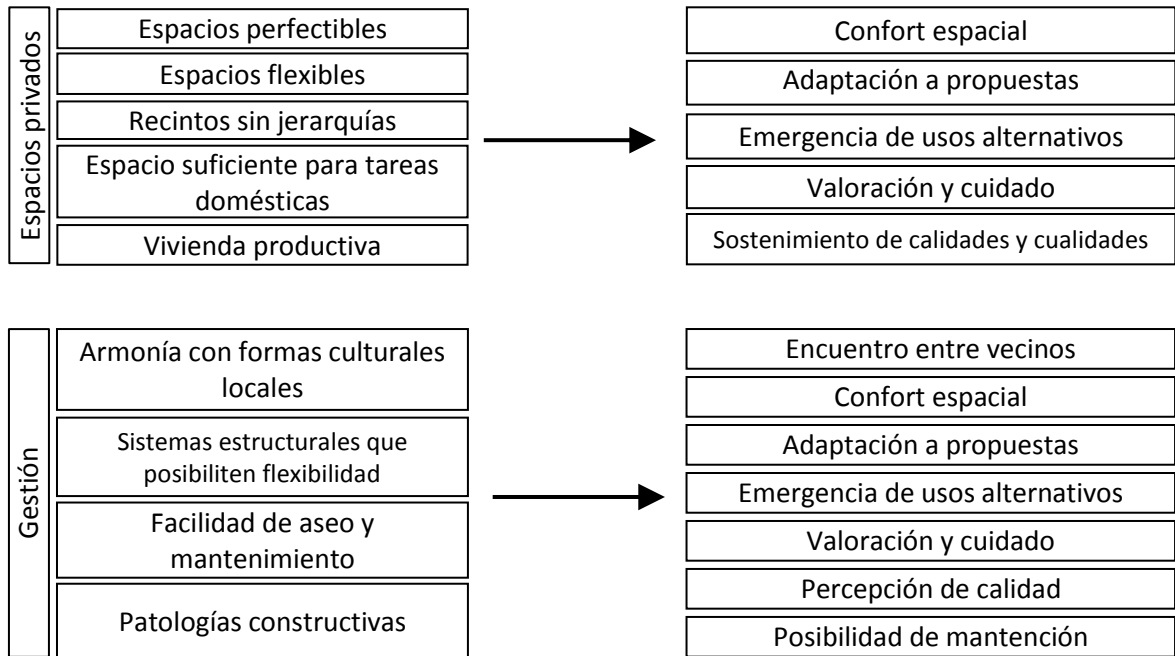 Espacios privados
Espacios perfectibles
Espacios flexibles
Recintos sin jerarquías
Espacio suficiente para tareas
domésticas
Vivienda productiva
Confort espacial
Adaptación a propuestas
Emergencia de usos alternativos
Valoración y cuidado
Sostenimiento de calidades y cualidades
Gestión
Armonía con formas culturales
locales
Sistemas estructurales que
posibiliten flexibilidad
Facilidad de aseo y
mantenimiento
Patologías constructivas
Encuentro entre vecinos
Confort espacial
Adaptación a propuestas
Emergencia de usos alternativos
Valoración y cuidado
Percepción de calidad
Posibilidad de mantención